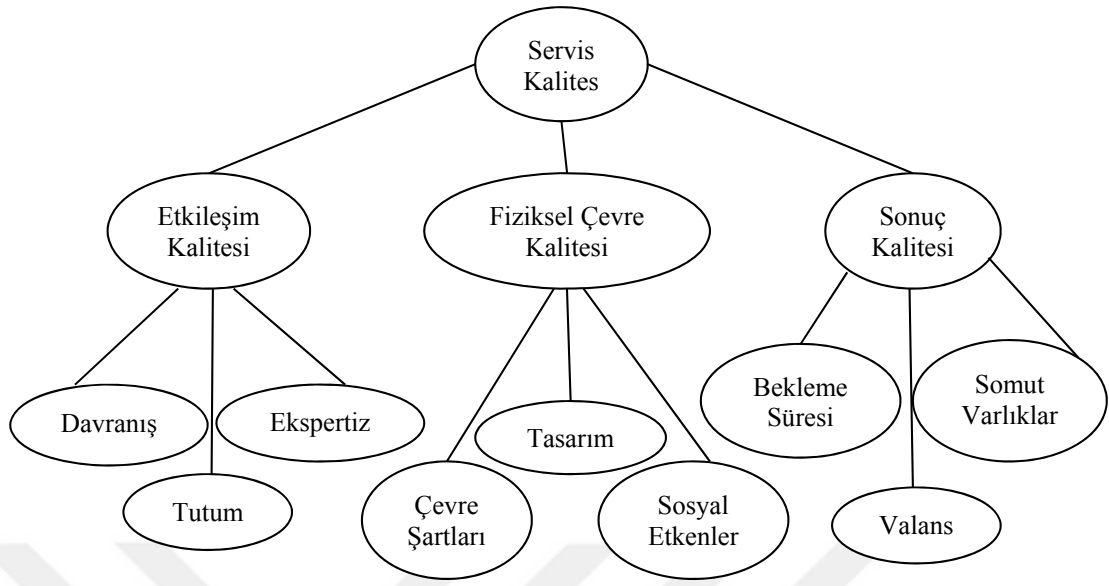 Servis
Kalites
Etkileşim
Kalitesi
Fiziksel Çevre
Kalitesi
Sonuç
Kalitesi
Davranış
Tutum
Ekspertiz
Çevre
Şartları
Tasarım
Sosyal
Etkenler
Bekleme
Süresi
Valans
Somut
Varlıklar